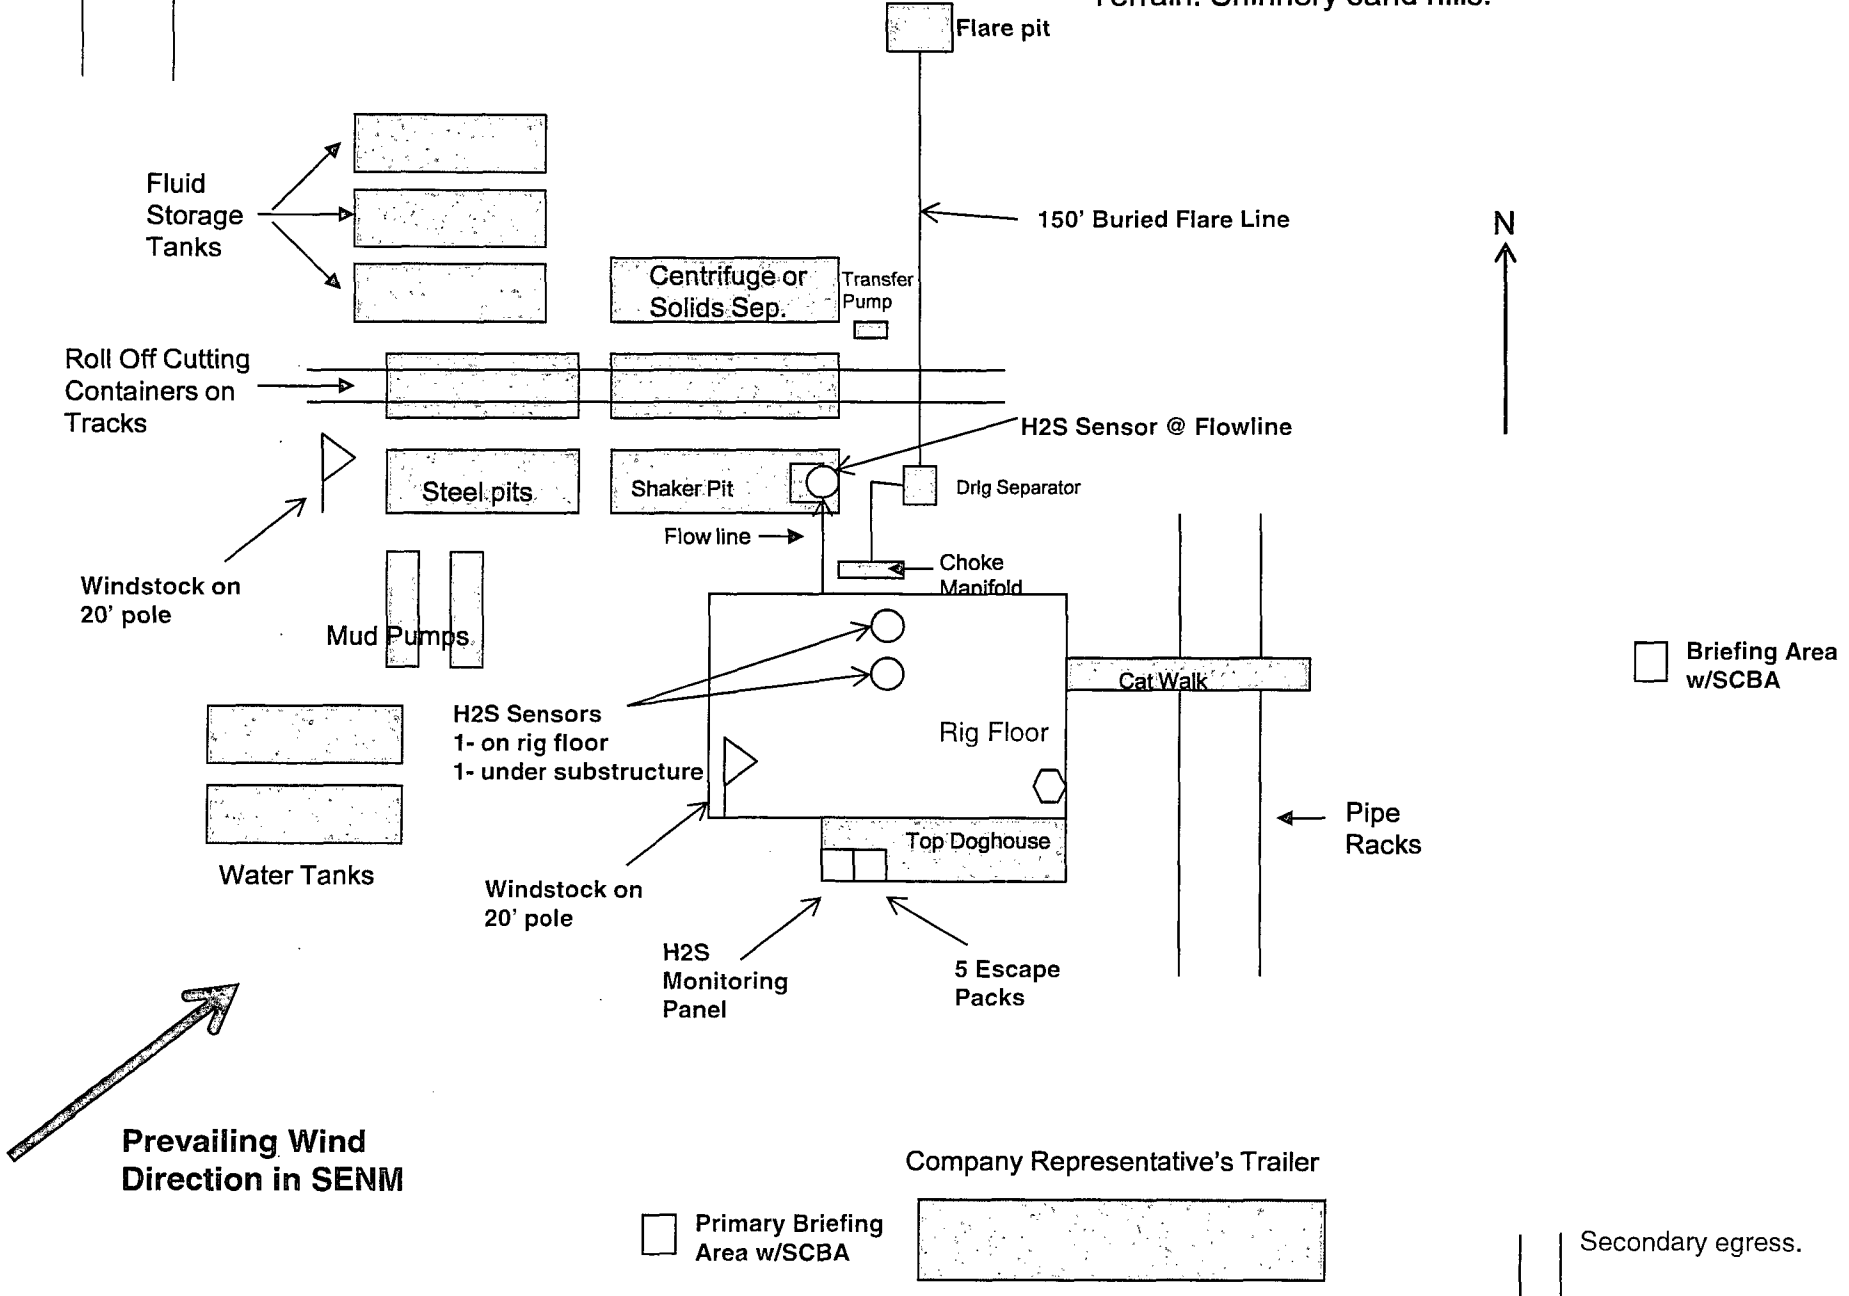 Flare pit
Fluid
Storage
Tanks
150' Buried Flare Line
N
Centrifuge or
Solids Sep.
Transfer
Pump
Roll Off Cutting
Containers on
Tracks
H2S Sensor @ Flowline
Steel pits
Shaker Pit
Drlg Separator
Flow line
Choke
Manifold
Windstock on
20' pole
Mud Pumps
Briefing Area
w/SCBA
Cat Walk
H2S Sensors
1- on rig floor
1- under substructure
Rig Floor
Pipe
Racks
Top Doghouse
Water Tanks
Windstock on
20' pole
H2S
Monitoring
Panel
5 Escape
Packs
Prevailing Wind
Direction in SENM
Company Representative's Trailer
Primary Briefing
Area w/SCBA
Secondary egress.